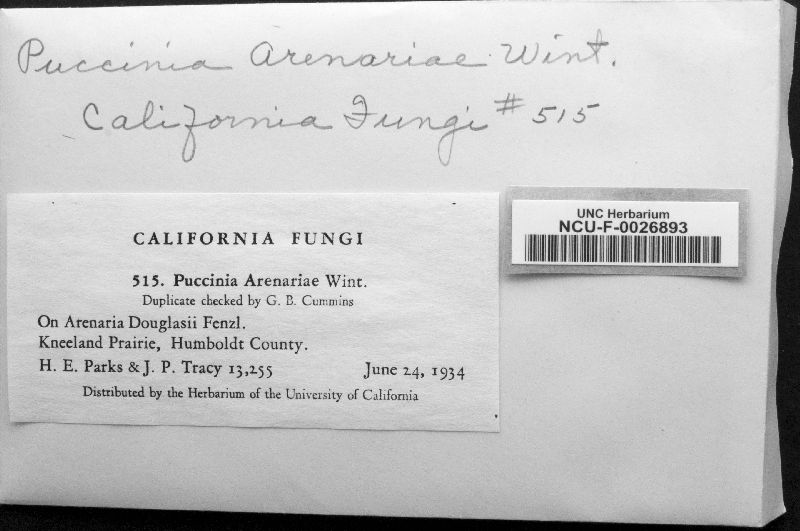 Puccinia Arenariae Wint.
California Fungi # 515
UNC Herbarium
NCU-F-0026893
CALIFORNIA FUNGI
515. Puccinia Arenariae Wint.
Duplicate checked by G. B. Cummins
On Arenaria Douglasii Fenzl.
Kneeland Prairie, Humboldt County.
H. E. Parks & J. P. Tracy 13,255 June 24, 1934
Distributed by the Herbarium of the University of California